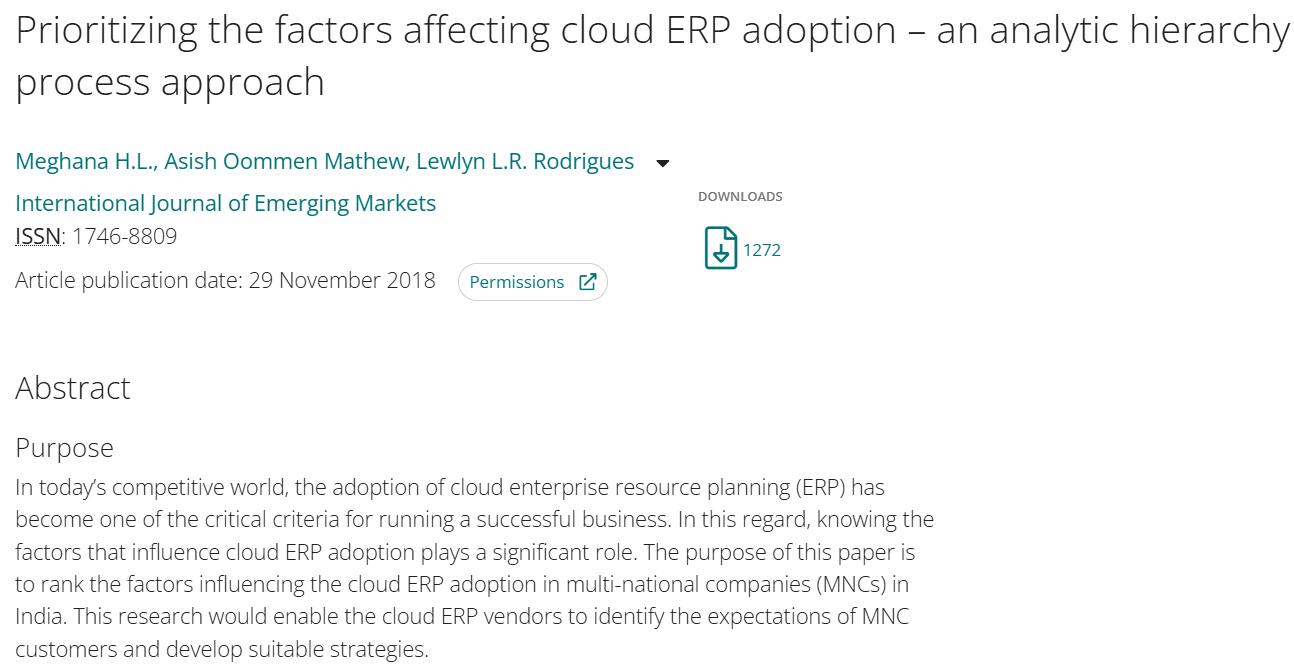 Prioritizing the factors affecting cloud ERP adoption – an analytic hierarchy
process approach
Meghana H.L., Asish Oommen Mathew, Lewlyn L.R. Rodrigues
International Journal of Emerging Markets
ISSN: 1746-8809
Article publication date: 29 November 2018
Permissions
DOWNLOADS
1272
Abstract
Purpose
In today’s competitive world, the adoption of cloud enterprise resource planning (ERP) has
become one of the critical criteria for running a successful business. In this regard, knowing the
factors that influence cloud ERP adoption plays a significant role. The purpose of this paper is
to rank the factors influencing the cloud ERP adoption in multi-national companies (MNCs) in
India. This research would enable the cloud ERP vendors to identify the expectations of MNC
customers and develop suitable strategies.